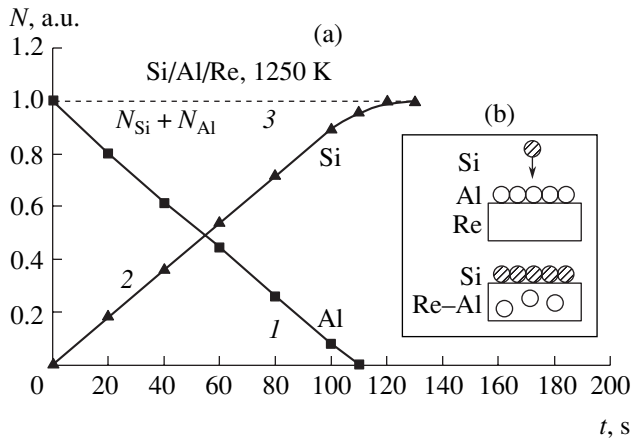 N, a.u.
(a)
1.2
Si/Al/Re, 1250 K
1.0
N_Si + N_Al
3
(b)
0.8
Si
Si
Al
0.6
Re
0.4
2
Si
0.2
1
Al
Re–Al
0
20
40
60
80
100
120
140
160
180
200
t, s